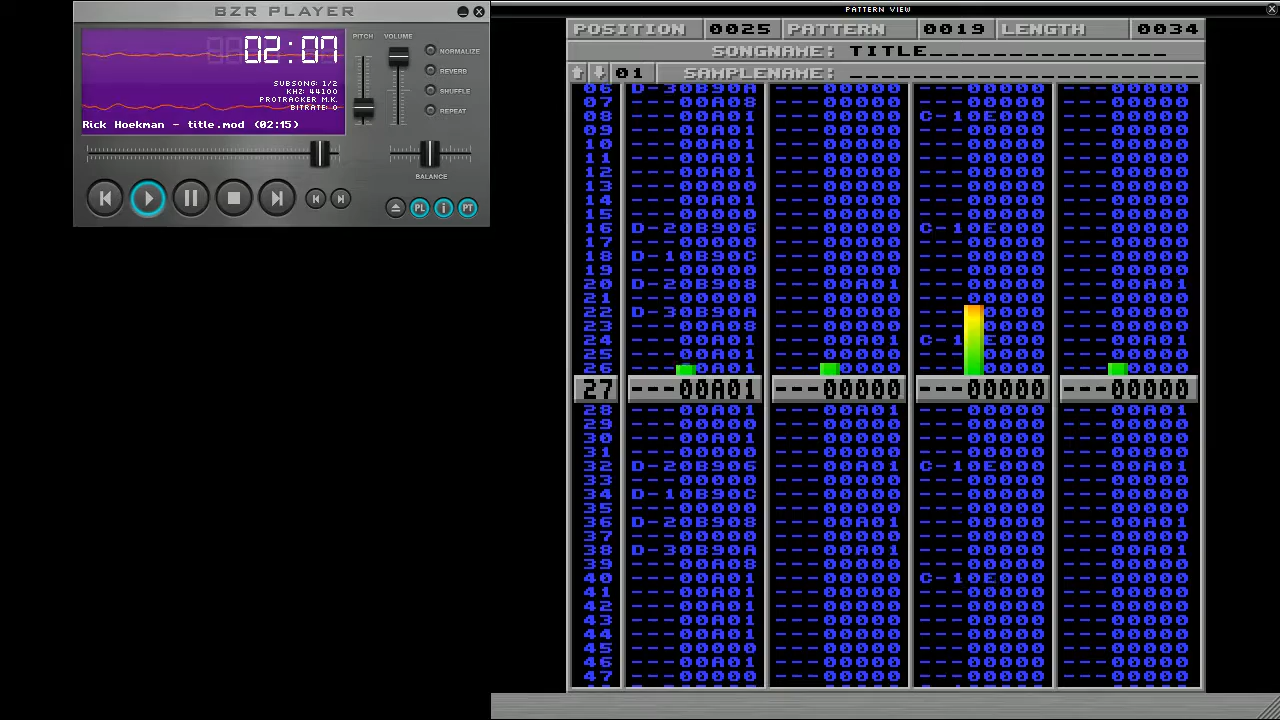 BZR PLAYER
02:07
SUBSONG: 1/2
KHZ: 44100
PROTRACKER M.K.
BITRATE: 0
Rick Hoekman - title.mod (02:15)
PITCH
VOLUME
NORMALIZE
REVERB
SHUFFLE
REPEAT
BALANCE
PL
i
PT
PATTERN VIEW
POSITION 0025 PATTERN 0019 LENGTH 0034
SONGNAME: TITLE_______________
01 SAMPLENAME: ______________________
06 D-30B90A ---00000 ---00000 ---00000
07 ---00A08 ---00000 ---00000 ---00000
08 ---00A01 ---00000 C-10E000 ---00000
09 ---00A01 ---00000 ---00000 ---00000
10 ---00A01 ---00000 ---00000 ---00000
11 ---00A01 ---00000 ---00000 ---00000
12 ---00A01 ---00000 ---00000 ---00000
13 ---00000 ---00000 ---00000 ---00000
14 ---00A01 ---00000 ---00000 ---00000
15 ---00000 ---00000 ---00000 ---00000
16 D-20B906 ---00000 C-10E000 ---00000
17 ---00000 ---00000 ---00000 ---00000
18 D-10B90C ---00000 ---00000 ---00000
19 ---00000 ---00000 ---00000 ---00000
20 D-20B908 ---00000 ---00000 ---00A01
21 ---00000 ---00000 ---00000 ---00000
22 D-30B90A ---00000 ---0000 ---00000
23 ---00A08 ---00000 ---0000 ---00000
24 ---00A01 ---00000 C-1E000 ---00A01
25 ---00A01 ---00000 ---0000 ---00000
26 ---0A01 ---0000 ---0000 ---0000
27 ---00A01 ---00000 ---00000 ---00000
28 ---00A01 ---00000 ---00000 ---00A01
29 ---00000 ---00000 ---00000 ---00000
30 ---00A01 ---00000 ---00000 ---00A01
31 ---00000 ---00000 ---00000 ---00000
32 D-20B906 ---00A01 C-10E000 ---00A01
33 ---00000 ---00000 ---00000 ---00000
34 D-10B90C ---00000 ---00000 ---00000
35 ---00000 ---00000 ---00000 ---00000
36 D-20B908 ---00A01 ---00000 ---00A01
37 ---00000 ---00000 ---00000 ---00000
38 D-30B90A ---00A01 ---00000 ---00A01
39 ---00A08 ---00000 ---00000 ---00000
40 ---00A01 ---00000 C-10E000 ---00000
41 ---00A01 ---00000 ---00000 ---00000
42 ---00A01 ---00000 ---00000 ---00000
43 ---00A01 ---00000 ---00000 ---00000
44 ---00A01 ---00000 ---00000 ---00000
45 ---00000 ---00000 ---00000 ---00000
46 ---00A01 ---00000 ---00000 ---00000
47 ---00000 ---00000 ---00000 ---00000